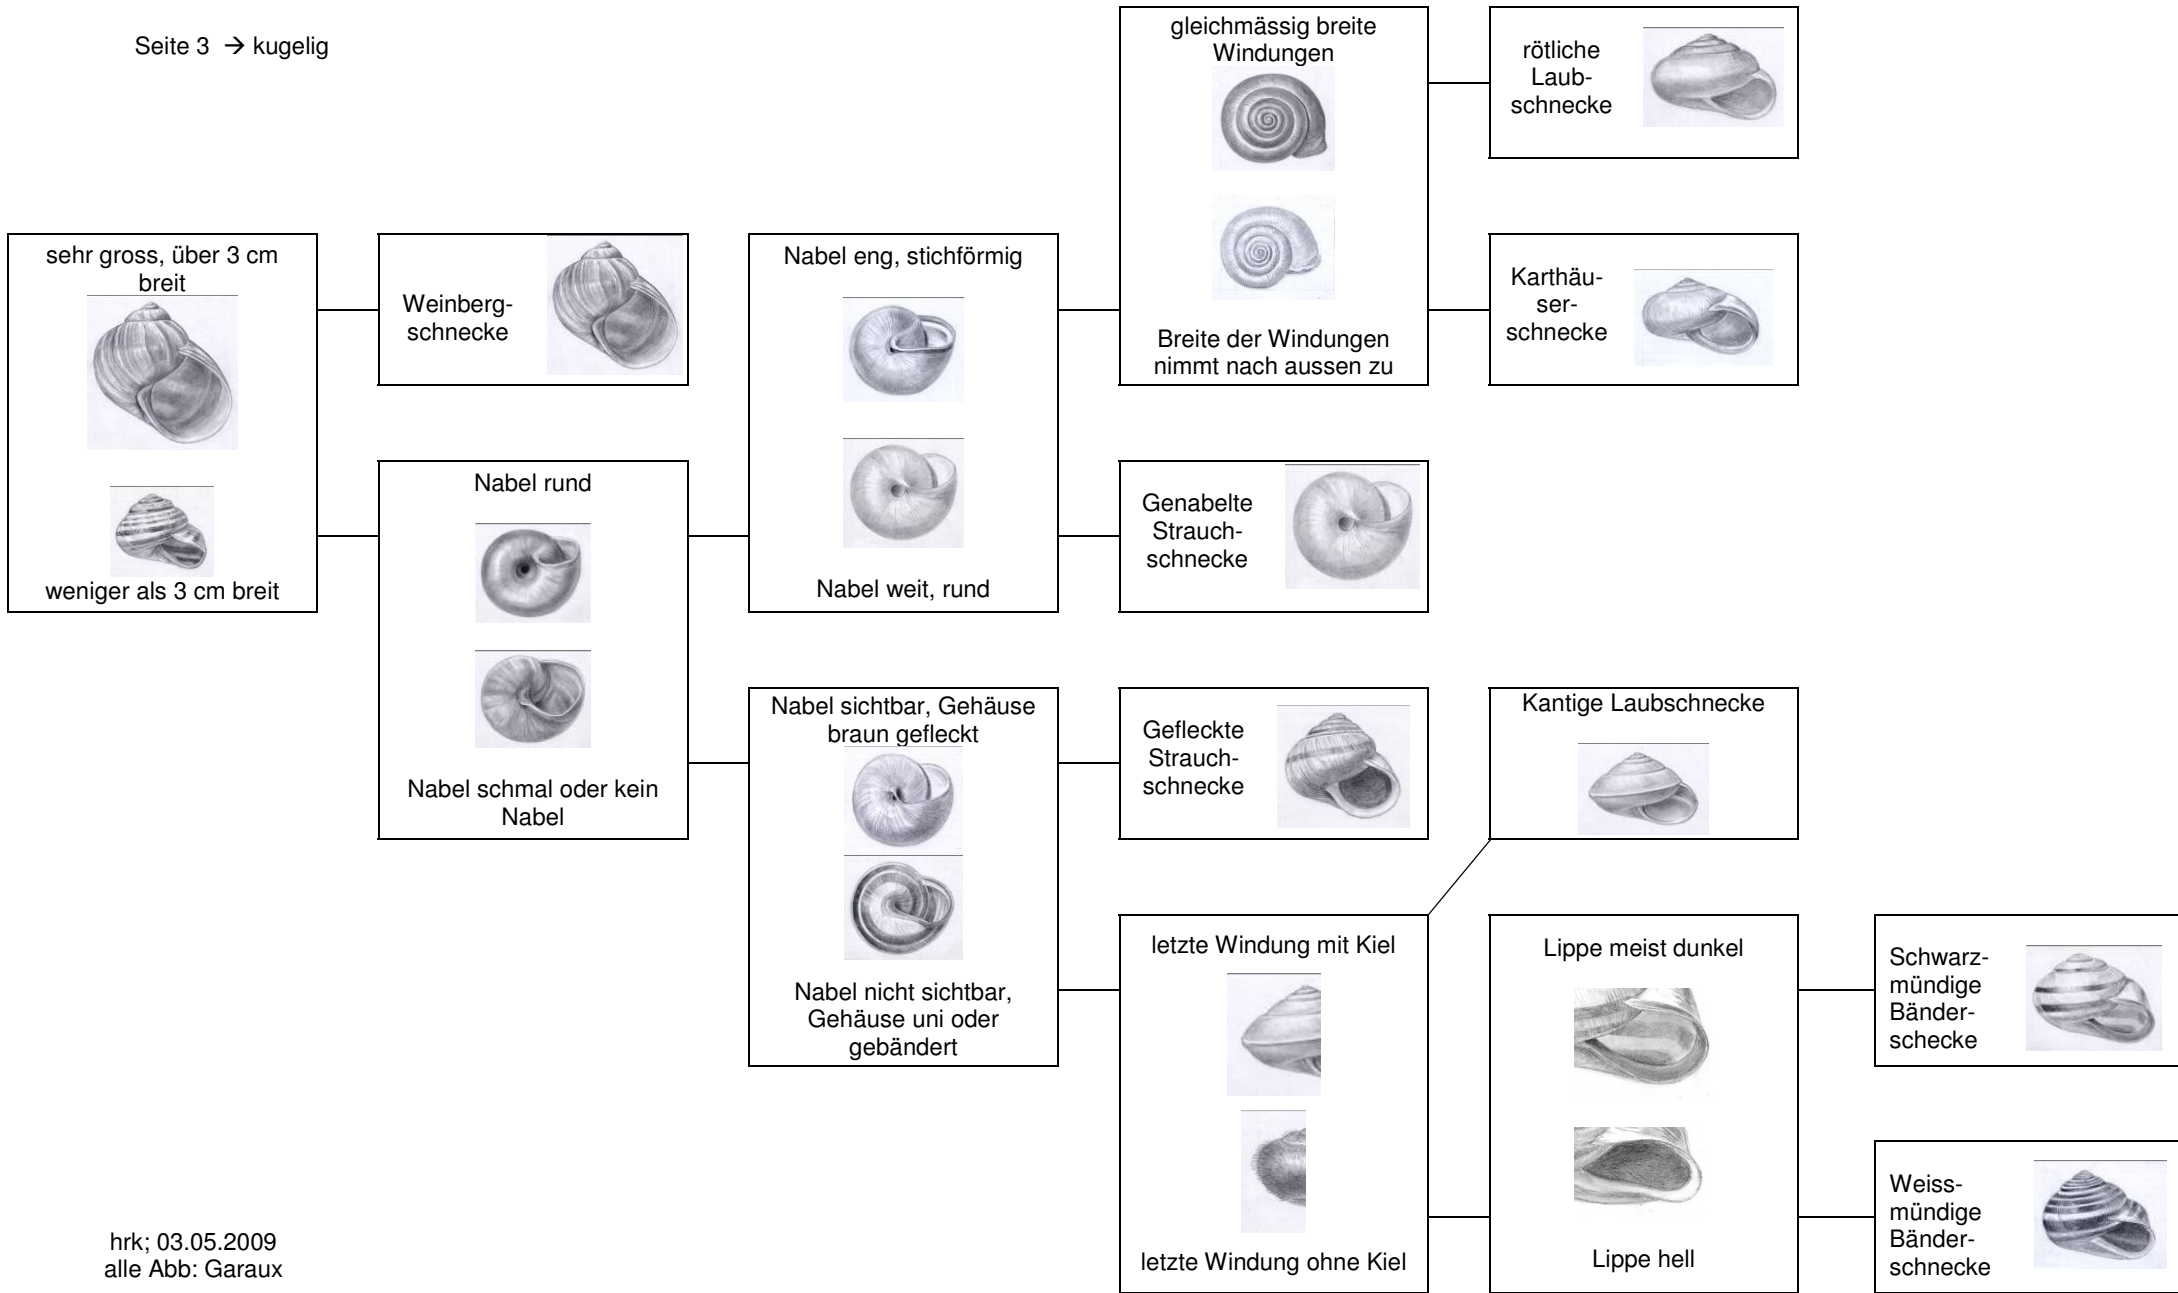 Seite 3 → kugelig
sehr gross, über 3 cm
breit
weniger als 3 cm breit
Weinberg-
schnecke
Nabel rund
Nabel schmal oder kein
Nabel
Nabel eng, stichförmig
Nabel weit, rund
Nabel sichtbar, Gehäuse
braun gefleckt
Nabel nicht sichtbar,
Gehäuse uni oder
gebändert
gleichmässig breite
Windungen
Breite der Windungen
nimmt nach aussen zu
Genabelte
Strauch-
schnecke
Gefleckte
Strauch-
schnecke
letzte Windung mit Kiel
letzte Windung ohne Kiel
rötliche
Laub-
schnecke
Karthäu-
ser-
schnecke
Kantige Laubschnecke
Lippe meist dunkel
Lippe hell
Schwarz-
mündige
Bänder-
schecke
Weiss-
mündige
Bänder-
schnecke
hrk; 03.05.2009
alle Abb: Garaux